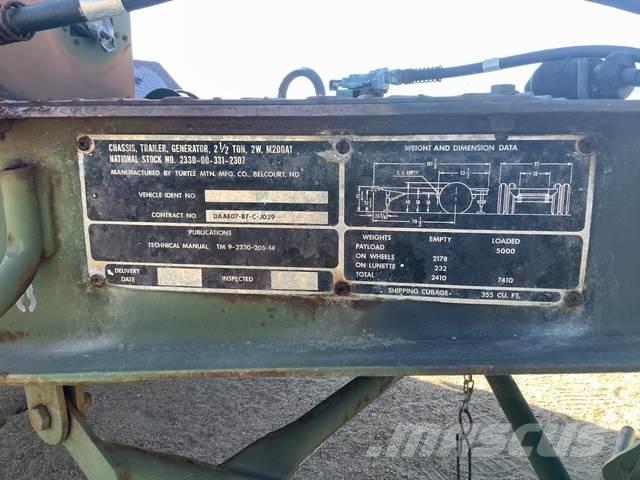 CHASSIS, TRAILER, GENERATOR, 2 1/2 TON, 2W, M200A1
NATIONAL STOCK NO. 2330-00-331-2307
MANUFACTURED BY TURTLE MTN. MFG. CO., BELCOURT, ND
VEHICLE IDENT NO
CONTRACT NO DAAE07-87-C-J039
PUBLICATIONS
TECHNICAL MANUAL TM 9-2330-205-14
DELIVERY DATE
INSPECTED
WEIGHT AND DIMENSION DATA
WEIGHTS EMPTY LOADED
PAYLOAD 5000
ON WHEELS 2178
ON LUNETTE 232
TOTAL 2410 7410
SHIPPING CUBAGE: 355 CU. FT.
MASCUS